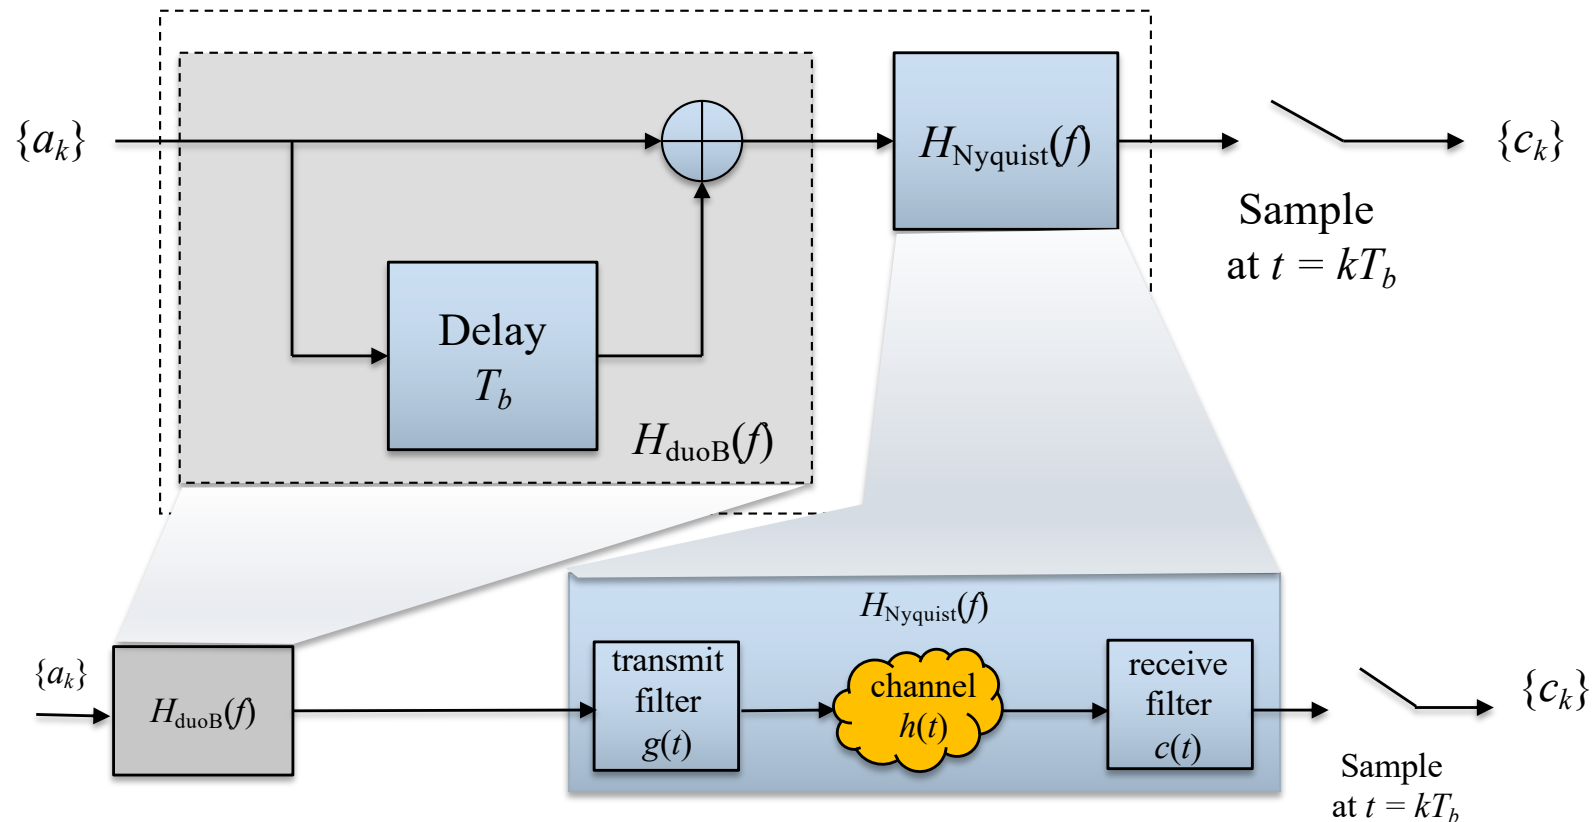 {a_k}
H_Nyquist(f)
{c_k}
Sample
at t = kT_b
Delay
T_b
H_duoB(f)
H_Nyquist(f)
{a_k}
H_duoB(f)
transmit
filter
g(t)
channel
h(t)
receive
filter
c(t)
{c_k}
Sample
at t = kT_b